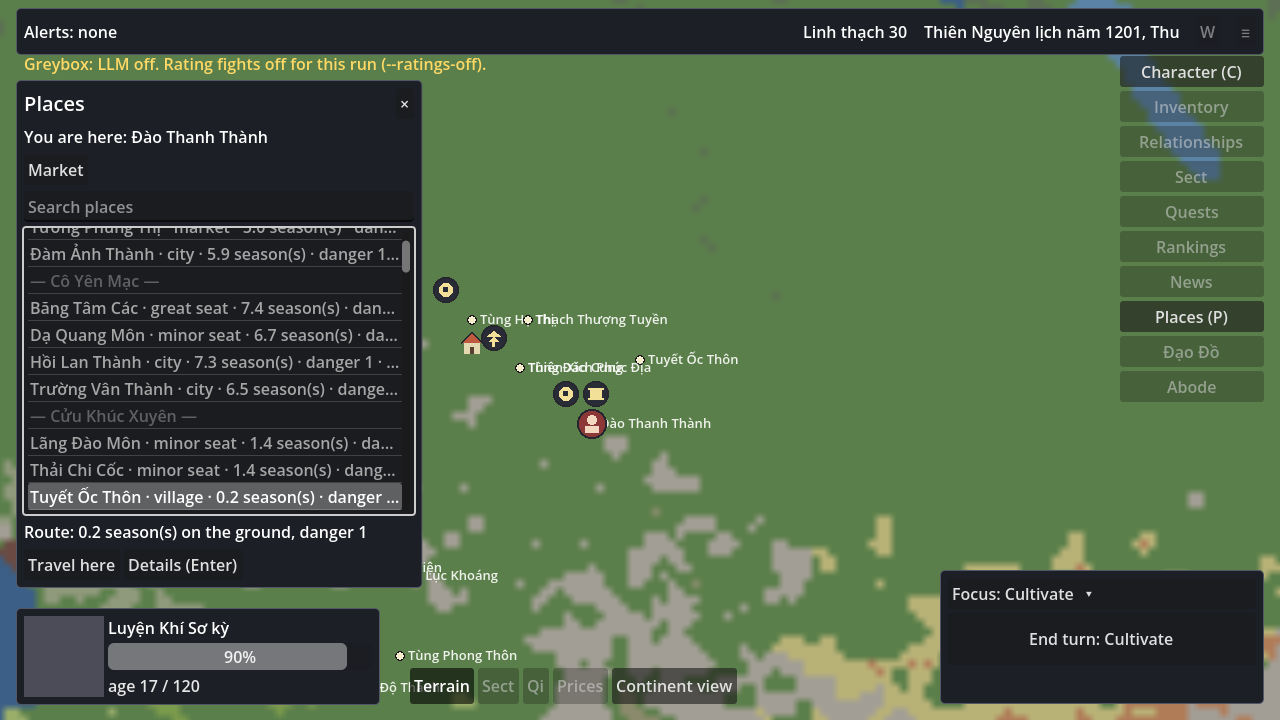 Alerts: none
Linh thạch 30 Thiên Nguyên lịch năm 1201, Thu W ≡
Greybox: LLM off. Rating fights off for this run (--ratings-off).
Places ×
You are here: Đào Thanh Thành
Market
Search places
Đàm Ảnh Thành · city · 5.9 season(s) · danger 1...
— Cô Yên Mạc —
Băng Tâm Các · great seat · 7.4 season(s) · dan...
Dạ Quang Môn · minor seat · 6.7 season(s) · da...
Hồi Lan Thành · city · 7.3 season(s) · danger 1 · ...
Trường Vân Thành · city · 6.5 season(s) · dange...
— Cửu Khúc Xuyên —
Lãng Đào Môn · minor seat · 1.4 season(s) · da...
Thải Chi Cốc · minor seat · 1.4 season(s) · dang...
Tuyết Ốc Thôn · village · 0.2 season(s) · danger ...
Route: 0.2 season(s) on the ground, danger 1
Travel here Details (Enter)
Character (C)
Inventory
Relationships
Sect
Quests
Rankings
News
Places (P)
Đạo Đồ
Abode
Tùng
Thạch Thượng Tuyền
Tuyết Ốc Thôn
Địa
Đào Thanh Thành
Lục Khoáng
Tùng Phong Thôn
Độ
Luyện Khí Sơ kỳ
90%
age 17 / 120
Terrain Sect Qi Prices Continent view
Focus: Cultivate ▾
End turn: Cultivate